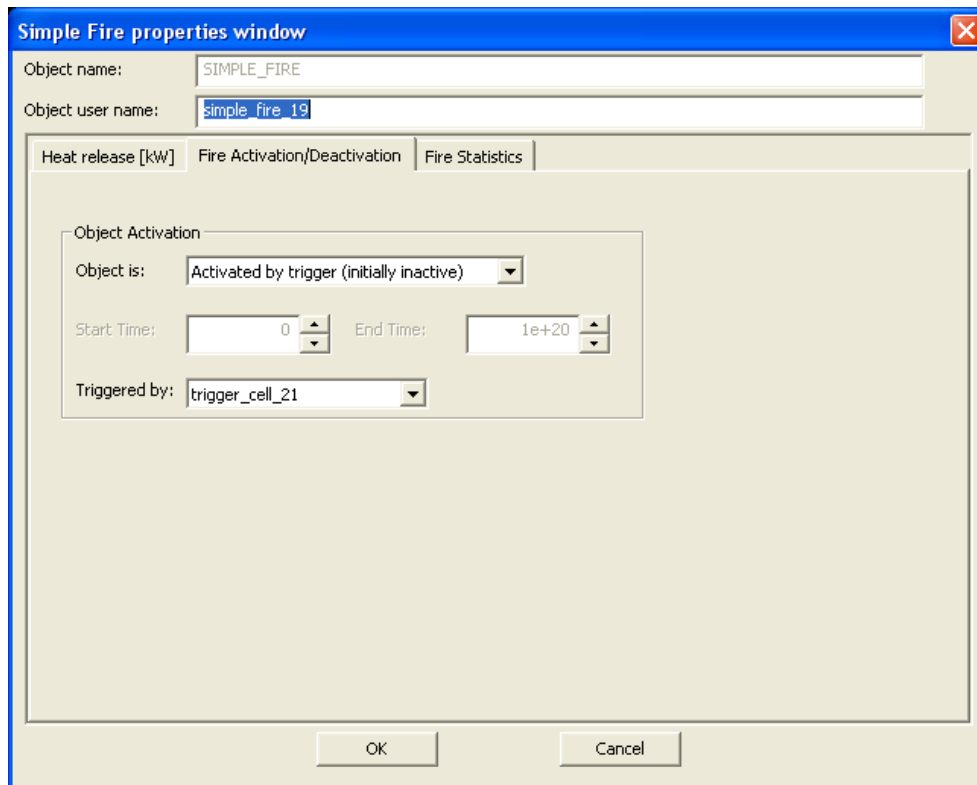 Simple Fire properties window
Object name: SIMPLE_FIRE
Object user name: simple_fire_19
Heat release [kW] Fire Activation/Deactivation Fire Statistics
Object Activation
Object is: Activated by trigger (initially inactive)
Start Time: 0 End Time: 1e+20
Triggered by: trigger_cell_21
OK Cancel